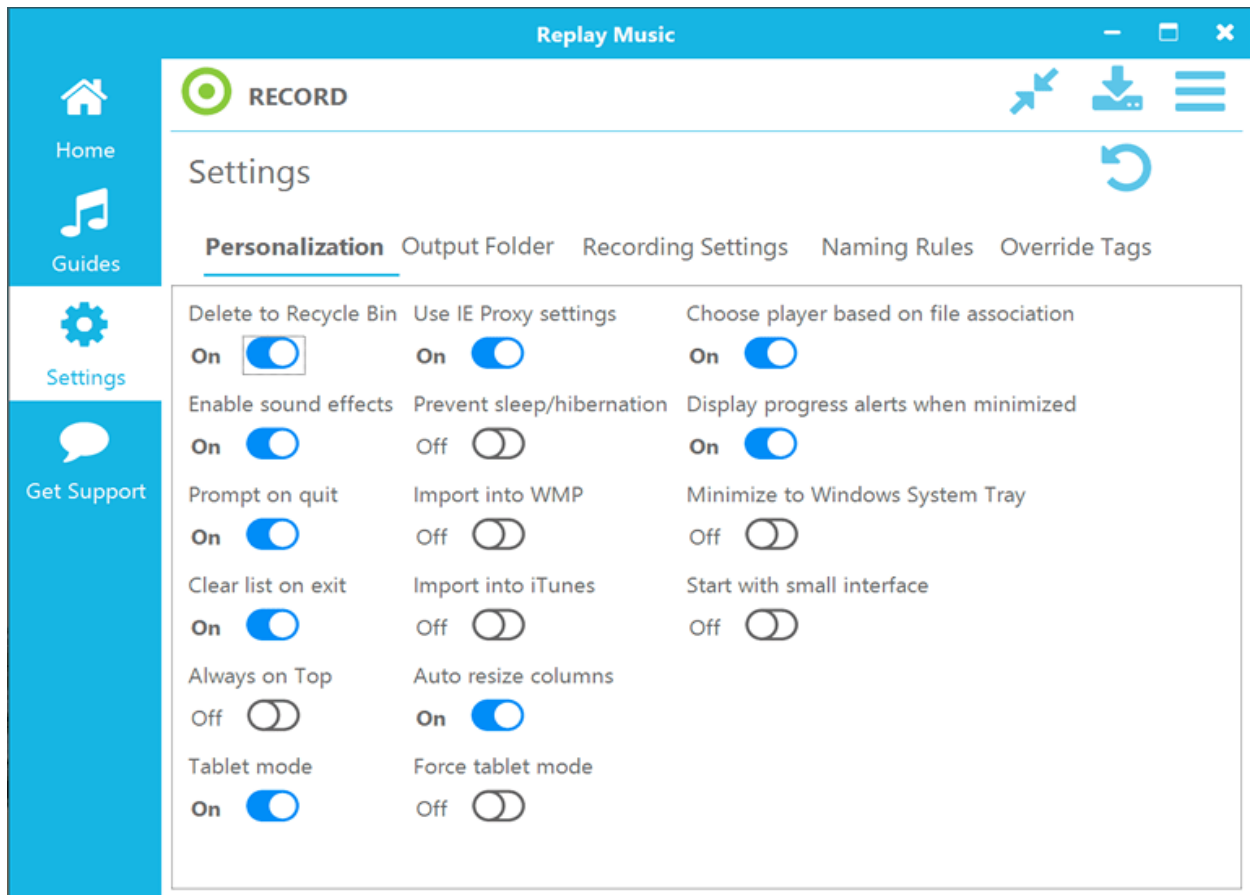 Replay Music
RECORD
Home
Settings
Guides
Personalization Output Folder Recording Settings Naming Rules Override Tags
Settings
Get Support
Delete to Recycle Bin Use IE Proxy settings Choose player based on file association
On On On
Enable sound effects Prevent sleep/hibernation Display progress alerts when minimized
On Off On
Prompt on quit Import into WMP Minimize to Windows System Tray
On Off Off
Clear list on exit Import into iTunes Start with small interface
On Off Off
Always on Top Auto resize columns
Off On
Tablet mode Force tablet mode
On Off